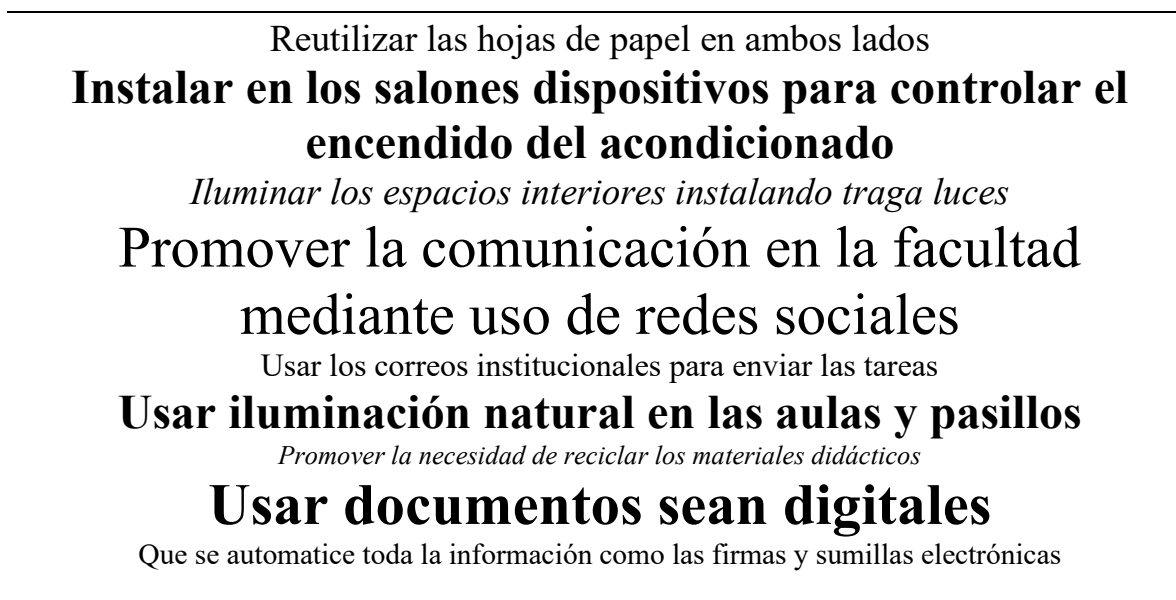 Reutilizar las hojas de papel en ambos lados
Instalar en los salones dispositivos para controlar el
encendido del acondicionado
Iluminar los espacios interiores instalando traga luces
Promover la comunicación en la facultad
mediante uso de redes sociales
Usar los correos institucionales para enviar las tareas
Usar iluminación natural en las aulas y pasillos
Promover la necesidad de reciclar los materiales didácticos
Usar documentos sean digitales
Que se automatice toda la información como las firmas y sumillas electrónicas